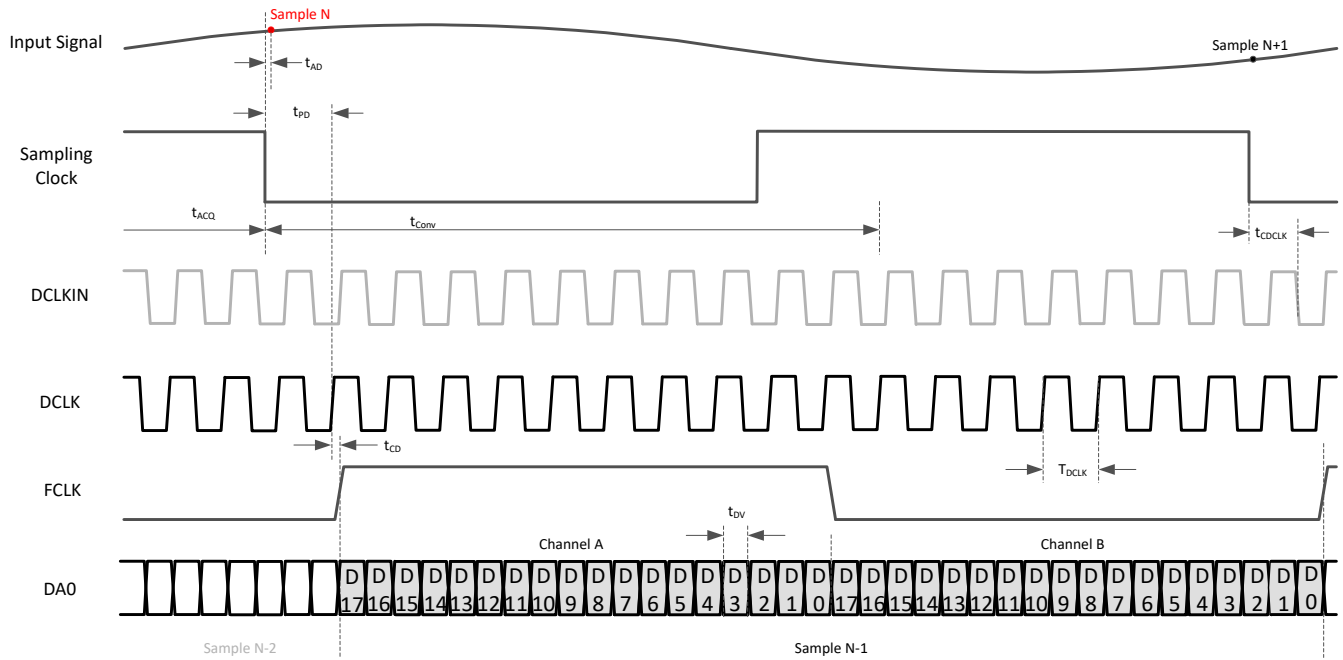 Sample N
Input Signal
Sample N+1
t_AD
t_PD
Sampling
Clock
t_ACQ
t_Conv
t_CDCLK
DCLKIN
DCLK
t_CD
T_DCLK
FCLK
t_DV
Channel A
Channel B
DA0
D D D D D D D D D D D D D D D D D D D D D D D D D D D D D D D D D D D D
17 16 15 14 13 12 11 10 9 8 7 6 5 4 3 2 1 0 17 16 15 14 13 12 11 10 9 8 7 6 5 4 3 2 1 0
Sample N-2
Sample N-1